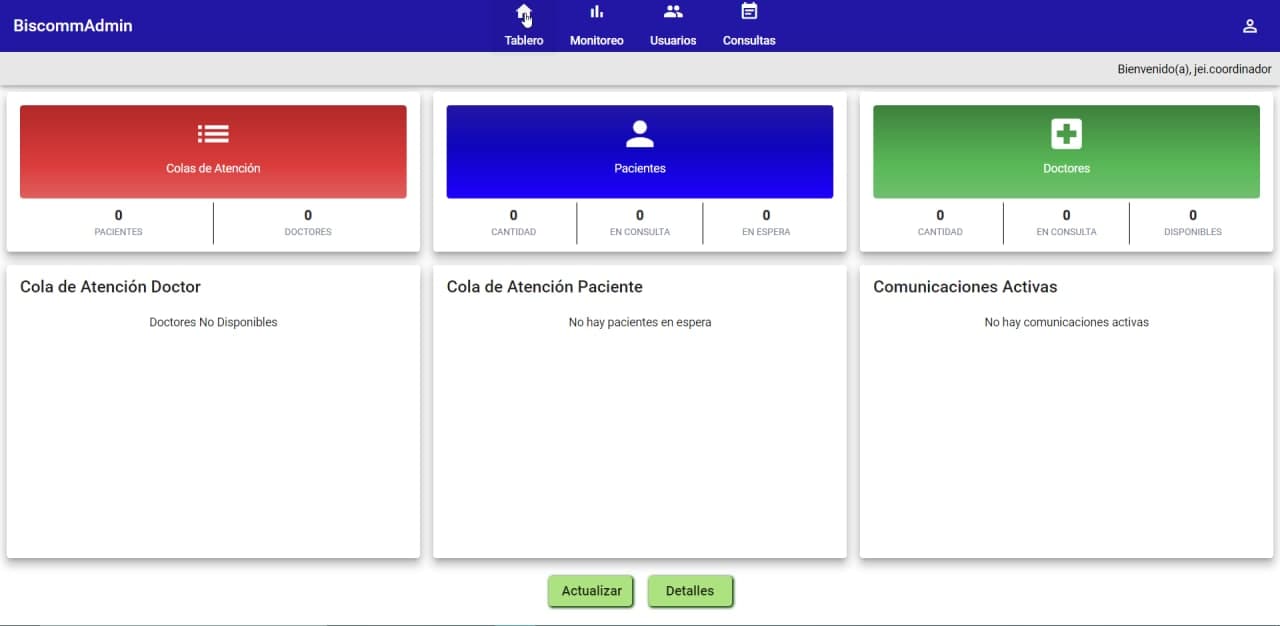 BiscommAdmin
Tablero
Monitoreo
Usuarios
Consultas
Bienvenido(a), jei.coordinador
Colas de Atención
0
PACIENTES
0
DOCTORES
Pacientes
0
CANTIDAD
0
EN CONSULTA
0
EN ESPERA
Doctores
0
CANTIDAD
0
EN CONSULTA
0
DISPONIBLES
Cola de Atención Doctor
Doctores No Disponibles
Cola de Atención Paciente
No hay pacientes en espera
Comunicaciones Activas
No hay comunicaciones activas
Actualizar
Detalles